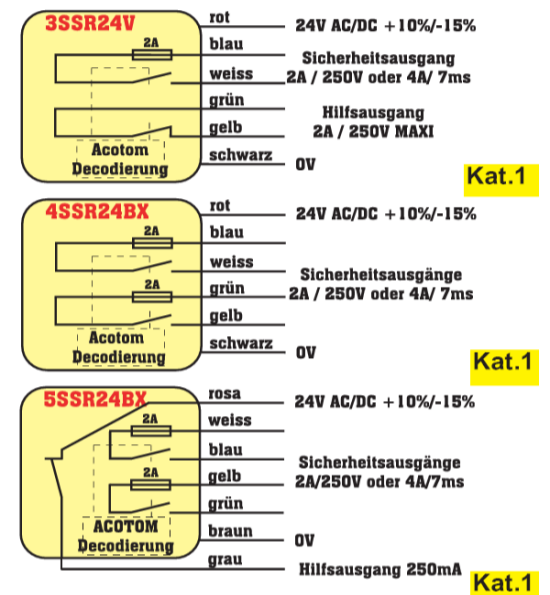 3SSR24V
rot
24V AC/DC +10%/-15%
2A
blau
Sicherheitsausgang
weiss
2A / 250V oder 4A/ 7ms
grün
Hilfsausgang
gelb
2A / 250V MAXI
Acotom
Decodierung
schwarz
0V
Kat.1
4SSR24BX
rot
24V AC/DC +10%/-15%
2A
blau
weiss
Sicherheitsausgänge
2A
grün
2A / 250V oder 4A/ 7ms
gelb
Acotom
Decodierung
schwarz
0V
Kat.1
5SSR24BX
rosa
24V AC/DC +10%/-15%
2A
weiss
blau
Sicherheitsausgänge
2A
gelb
2A/250V oder 4A/7ms
grün
ACOTOM
Decodierung
braun
0V
grau
Hilfsausgang 250mA
Kat.1